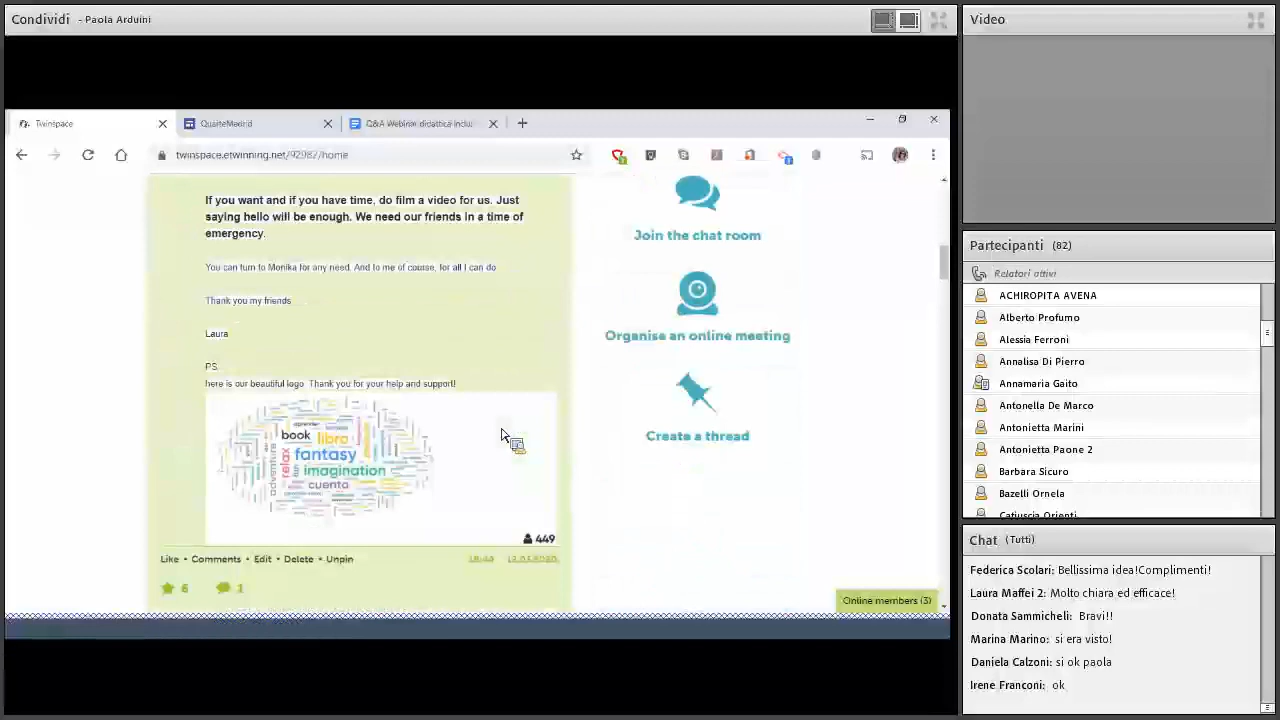 Condividi - Paola Arduini
Twinspace
QuaiteMadrid
Q&A Webinar didattica inclu
twinspace.etwinning.net/92987/home
If you want and if you have time, do film a video for us. Just
saying hello will be enough. We need our friends in a time of
emergency.
You can turn to Monika for any need. And to me of course, for all I can do
Thank you my friends
Laura
PS.
here is our beautiful logo. Thank you for your help and support!
book libro
relax fantasy
adventure imagination
cuento
449
Like • Comments • Edit • Delete • Unpin
6
1
Join the chat room
Organise an online meeting
Create a thread
Online members (3)
Video
Partecipanti (82)
Relatori attivi
ACHIROPITA AVENA
Alberto Profumo
Alessia Ferroni
Annalisa Di Pierro
Annamaria Gaito
Antonella De Marco
Antonietta Marini
Antonietta Paone 2
Barbara Sicuro
Bazelli Ornela
Catiuscia Orienti
Chat (Tutti)
Federica Scolari: Bellissima idea!Complimenti!
Laura Maffei 2: Molto chiara ed efficace!
Donata Sammicheli: Bravi!!
Marina Marino: si era visto!
Daniela Calzoni: si ok paola
Irene Franconi: ok